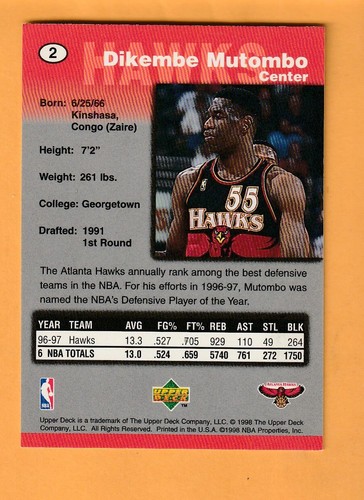 2
HAWKS
Dikembe Mutombo
Center
Born: 6/25/66
Kinshasa,
Congo (Zaire)
Height: 7'2"
Weight: 261 lbs.
College: Georgetown
Drafted: 1991
1st Round
55
HAWKS
The Atlanta Hawks annually rank among the best defensive
teams in the NBA. For his efforts in 1996-97, Mutombo was
named the NBA's Defensive Player of the Year.
YEAR TEAM AVG FG% FT% REB AST STL BLK
96-97 Hawks 13.3 .527 .705 929 110 49 264
6 NBA TOTALS 13.0 .524 .659 5740 761 272 1750
NBA
UPPER DECK
ATLANTA HAWKS
Upper Deck is a trademark of The Upper Deck Company, LLC. © 1998 The Upper Deck
Company, LLC. All Rights Reserved. Printed in the U.S.A. ©1998 NBA Properties, Inc.